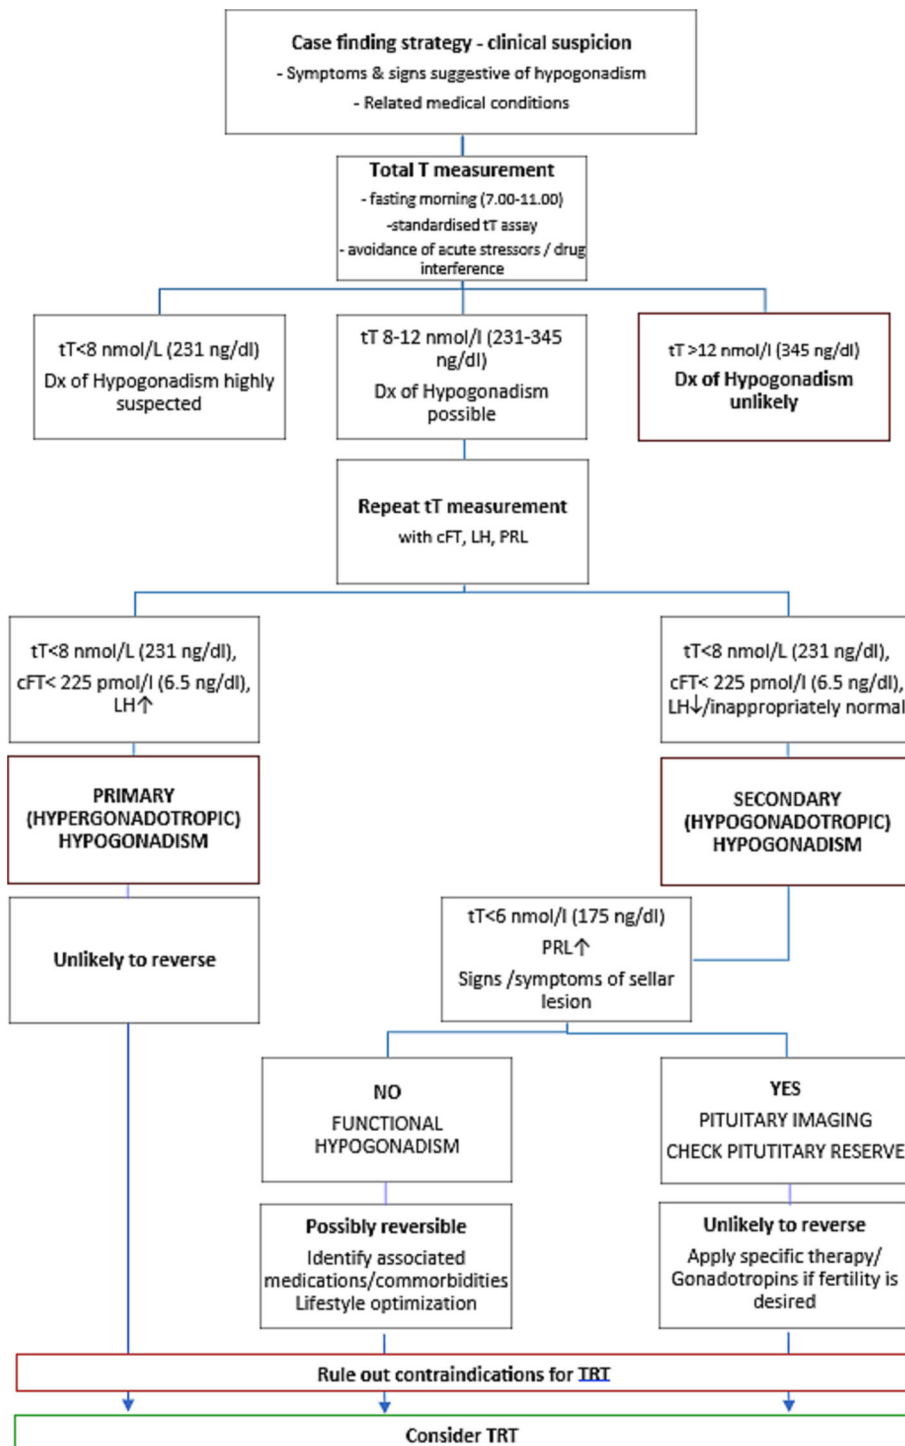 Case finding strategy - clinical suspicion
- Symptoms & signs suggestive of hypogonadism
- Related medical conditions
Total T measurement
- fasting morning (7.00-11.00)
-standardised tT assay
- avoidance of acute stressors / drug
interference
tT<8 nmol/L (231 ng/dl)
Dx of Hypogonadism highly
suspected
tT 8-12 nmol/l (231-345
ng/dl)
Dx of Hypogonadism
possible
tT >12 nmol/l (345 ng/dl)
Dx of Hypogonadism
unlikely
Repeat tT measurement
with cFT, LH, PRL
tT<8 nmol/L (231 ng/dl),
cFT< 225 pmol/l (6.5 ng/dl),
LH↑
tT<8 nmol/L (231 ng/dl),
cFT< 225 pmol/l (6.5 ng/dl),
LH↓/inappropriately normal
PRIMARY
(HYPERGONADOTROPIC)
HYPOGONADISM
SECONDARY
(HYPOGONADOTROPIC)
HYPOGONADISM
Unlikely to reverse
tT<6 nmol/l (175 ng/dl)
PRL↑
Signs /symptoms of sellar
lesion
NO
FUNCTIONAL
HYPOGONADISM
YES
PITUITARY IMAGING
CHECK PITUTITARY RESERVE
Possibly reversible
Identify associated
medications/commorbidities
Lifestyle optimization
Unlikely to reverse
Apply specific therapy/
Gonadotropins if fertility is
desired
Rule out contraindications for TRT
Consider TRT